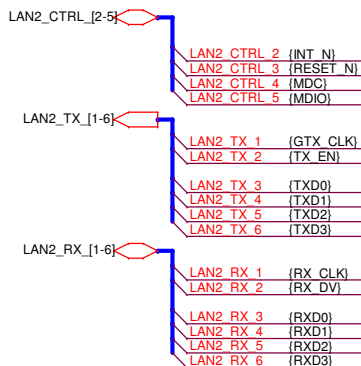 LAN2_CTRL_[2-5]
LAN2_CTRL_2 {INT_N}
LAN2_CTRL_3 {RESET_N}
LAN2_CTRL_4 {MDC}
LAN2_CTRL_5 {MDIO}
LAN2_TX_[1-6]
LAN2_TX_1 {GTX_CLK}
LAN2_TX_2 {TX_EN}
LAN2_TX_3 {TXD0}
LAN2_TX_4 {TXD1}
LAN2_TX_5 {TXD2}
LAN2_TX_6 {TXD3}
LAN2_RX_[1-6]
LAN2_RX_1 {RX_CLK}
LAN2_RX_2 {RX_DV}
LAN2_RX_3 {RXD0}
LAN2_RX_4 {RXD1}
LAN2_RX_5 {RXD2}
LAN2_RX_6 {RXD3}